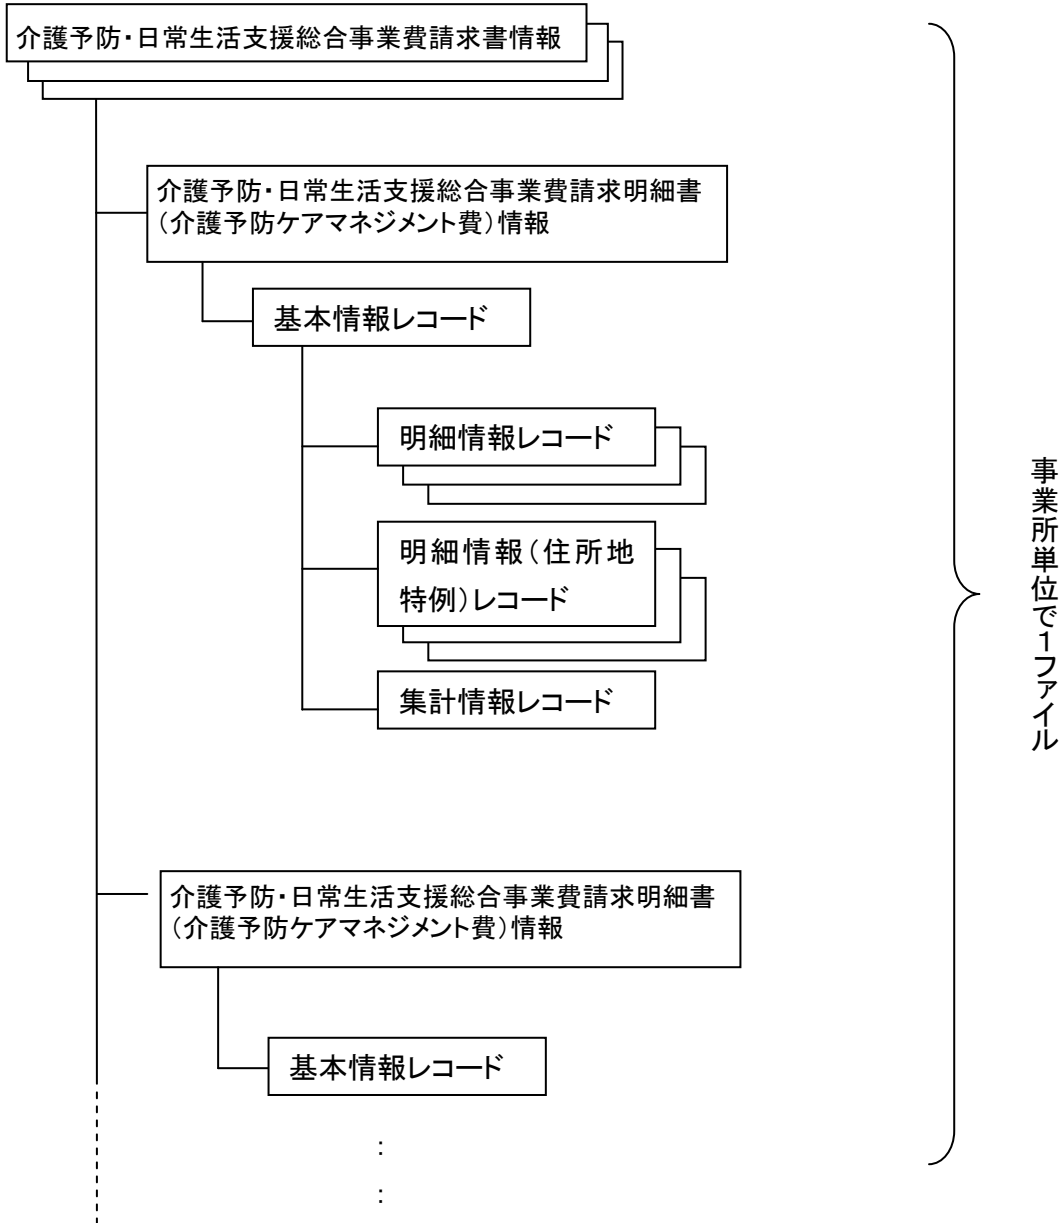 介護予防・日常生活支援総合事業費請求書情報
介護予防・日常生活支援総合事業費請求明細書
（介護予防ケアマネジメント費）情報
基本情報レコード
明細情報レコード
明細情報（住所地
特例）レコード
集計情報レコード
介護予防・日常生活支援総合事業費請求明細書
（介護予防ケアマネジメント費）情報
基本情報レコード
：
：
事業所単位で１ファイル